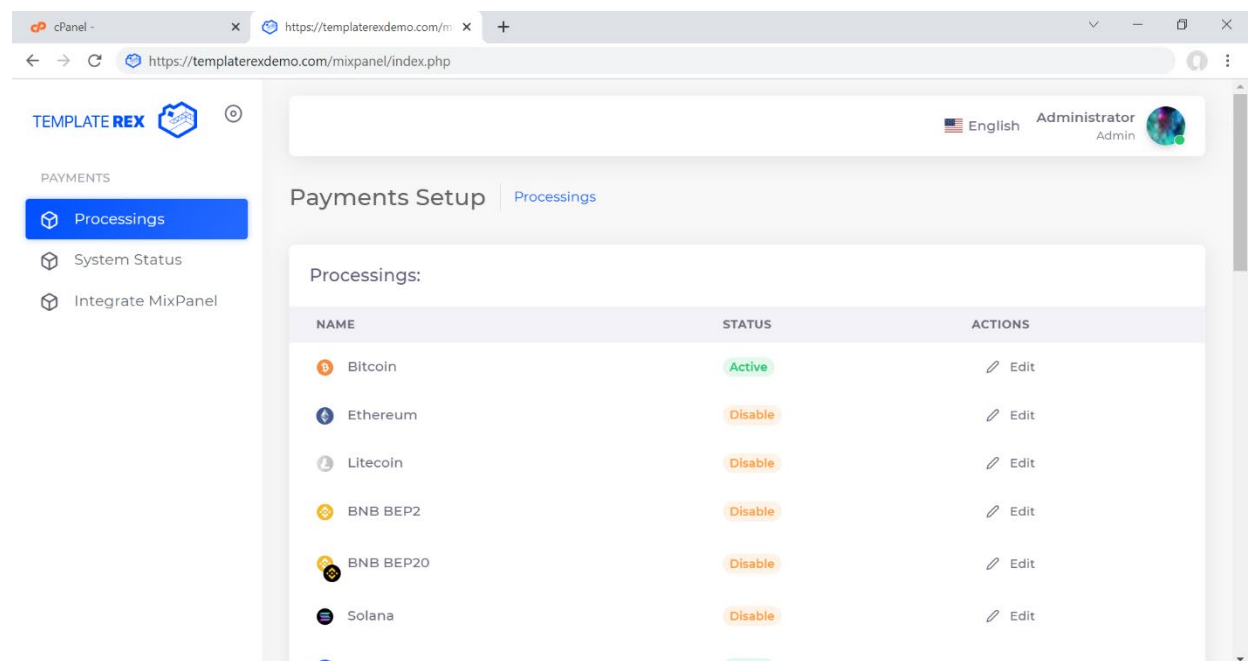 cPanel -
https://templaterexdemo.com/m
https://templaterexdemo.com/mixpanel/index.php
TEMPLATE REX
English
Administrator
Admin
PAYMENTS
Processings
System Status
Integrate MixPanel
Payments Setup
Processings
Processings:
NAME STATUS ACTIONS
Bitcoin Active Edit
Ethereum Disable Edit
Litecoin Disable Edit
BNB BEP2 Disable Edit
BNB BEP20 Disable Edit
Solana Disable Edit